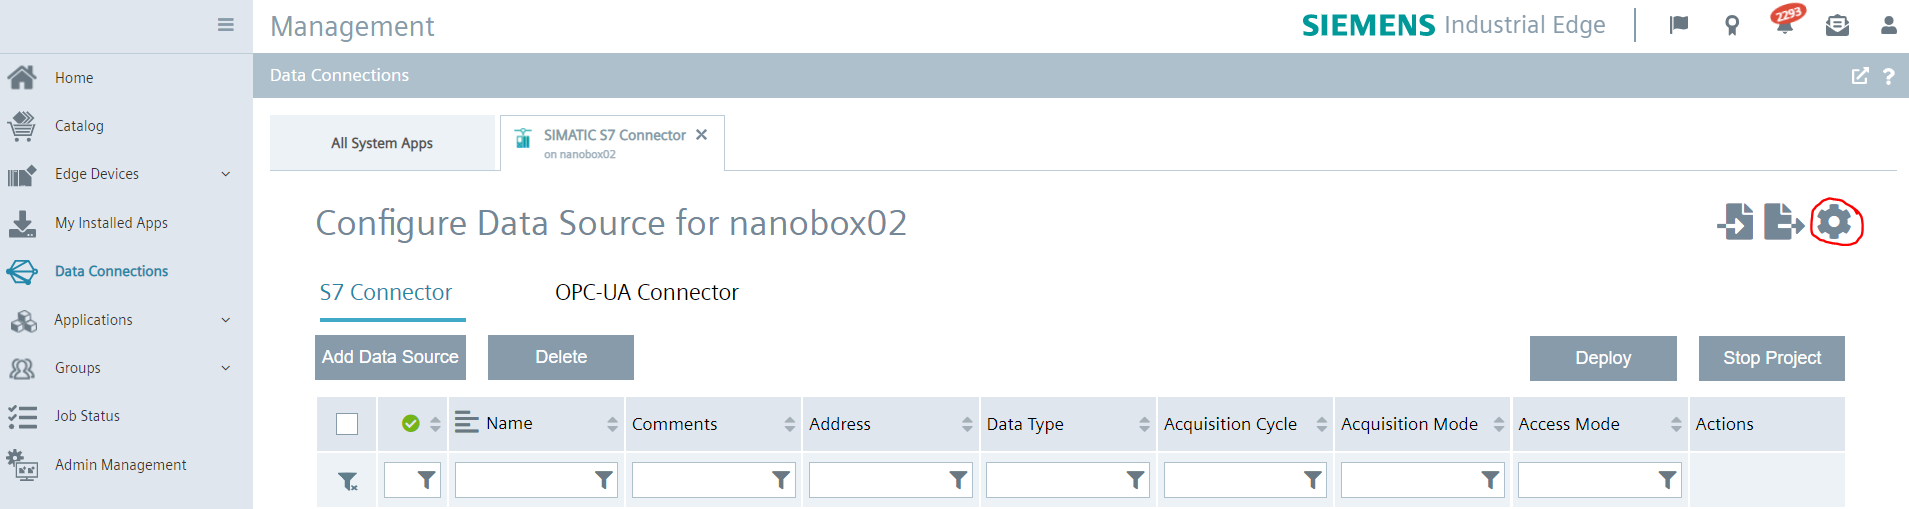 Management
SIEMENS Industrial Edge
2293
Home
Catalog
Edge Devices
My Installed Apps
Data Connections
Applications
Groups
Job Status
Admin Management
Data Connections
?
All System Apps
SIMATIC S7 Connector
on nanobox02
Configure Data Source for nanobox02
S7 Connector
OPC-UA Connector
Add Data Source
Delete
Deploy
Stop Project
Name
Comments
Address
Data Type
Acquisition Cycle
Acquisition Mode
Access Mode
Actions